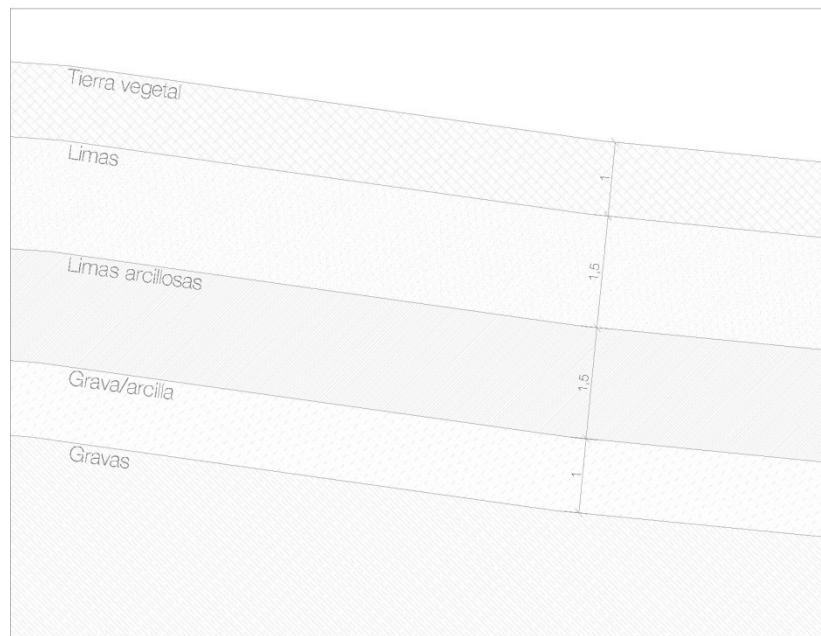 Tierra vegetal
1
Limas
1,5
Limas arcillosas
1,5
Grava/arcilla
1
Gravas